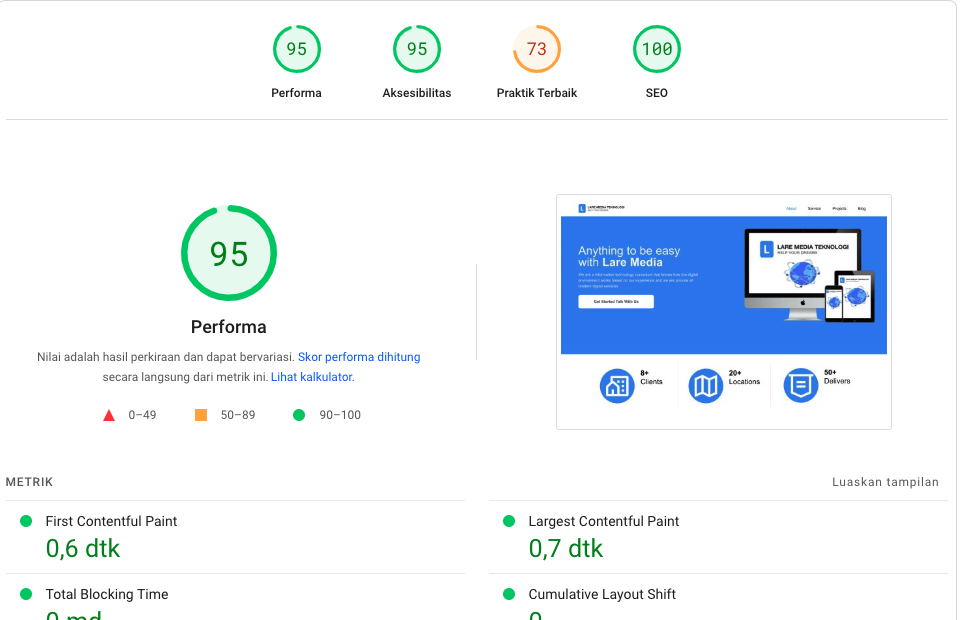 95
95
73
100
Performa
Aksesibilitas
Praktik Terbaik
SEO
95
Performa
Nilai adalah hasil perkiraan dan dapat bervariasi. Skor performa dihitung
secara langsung dari metrik ini. Lihat kalkulator.
0–49
50–89
90–100
LARE MEDIA TEKNOLOGI
About
Service
Projects
Blog
Anything to be easy
with Lare Media
Get Started Talk With Us
LARE MEDIA TEKNOLOGI
HELP YOUR DREAMS
8+
Clients
20+
Locations
50+
Delivers
METRIK
Luaskan tampilan
First Contentful Paint
0,6 dtk
Largest Contentful Paint
0,7 dtk
Total Blocking Time
0 md
Cumulative Layout Shift
0